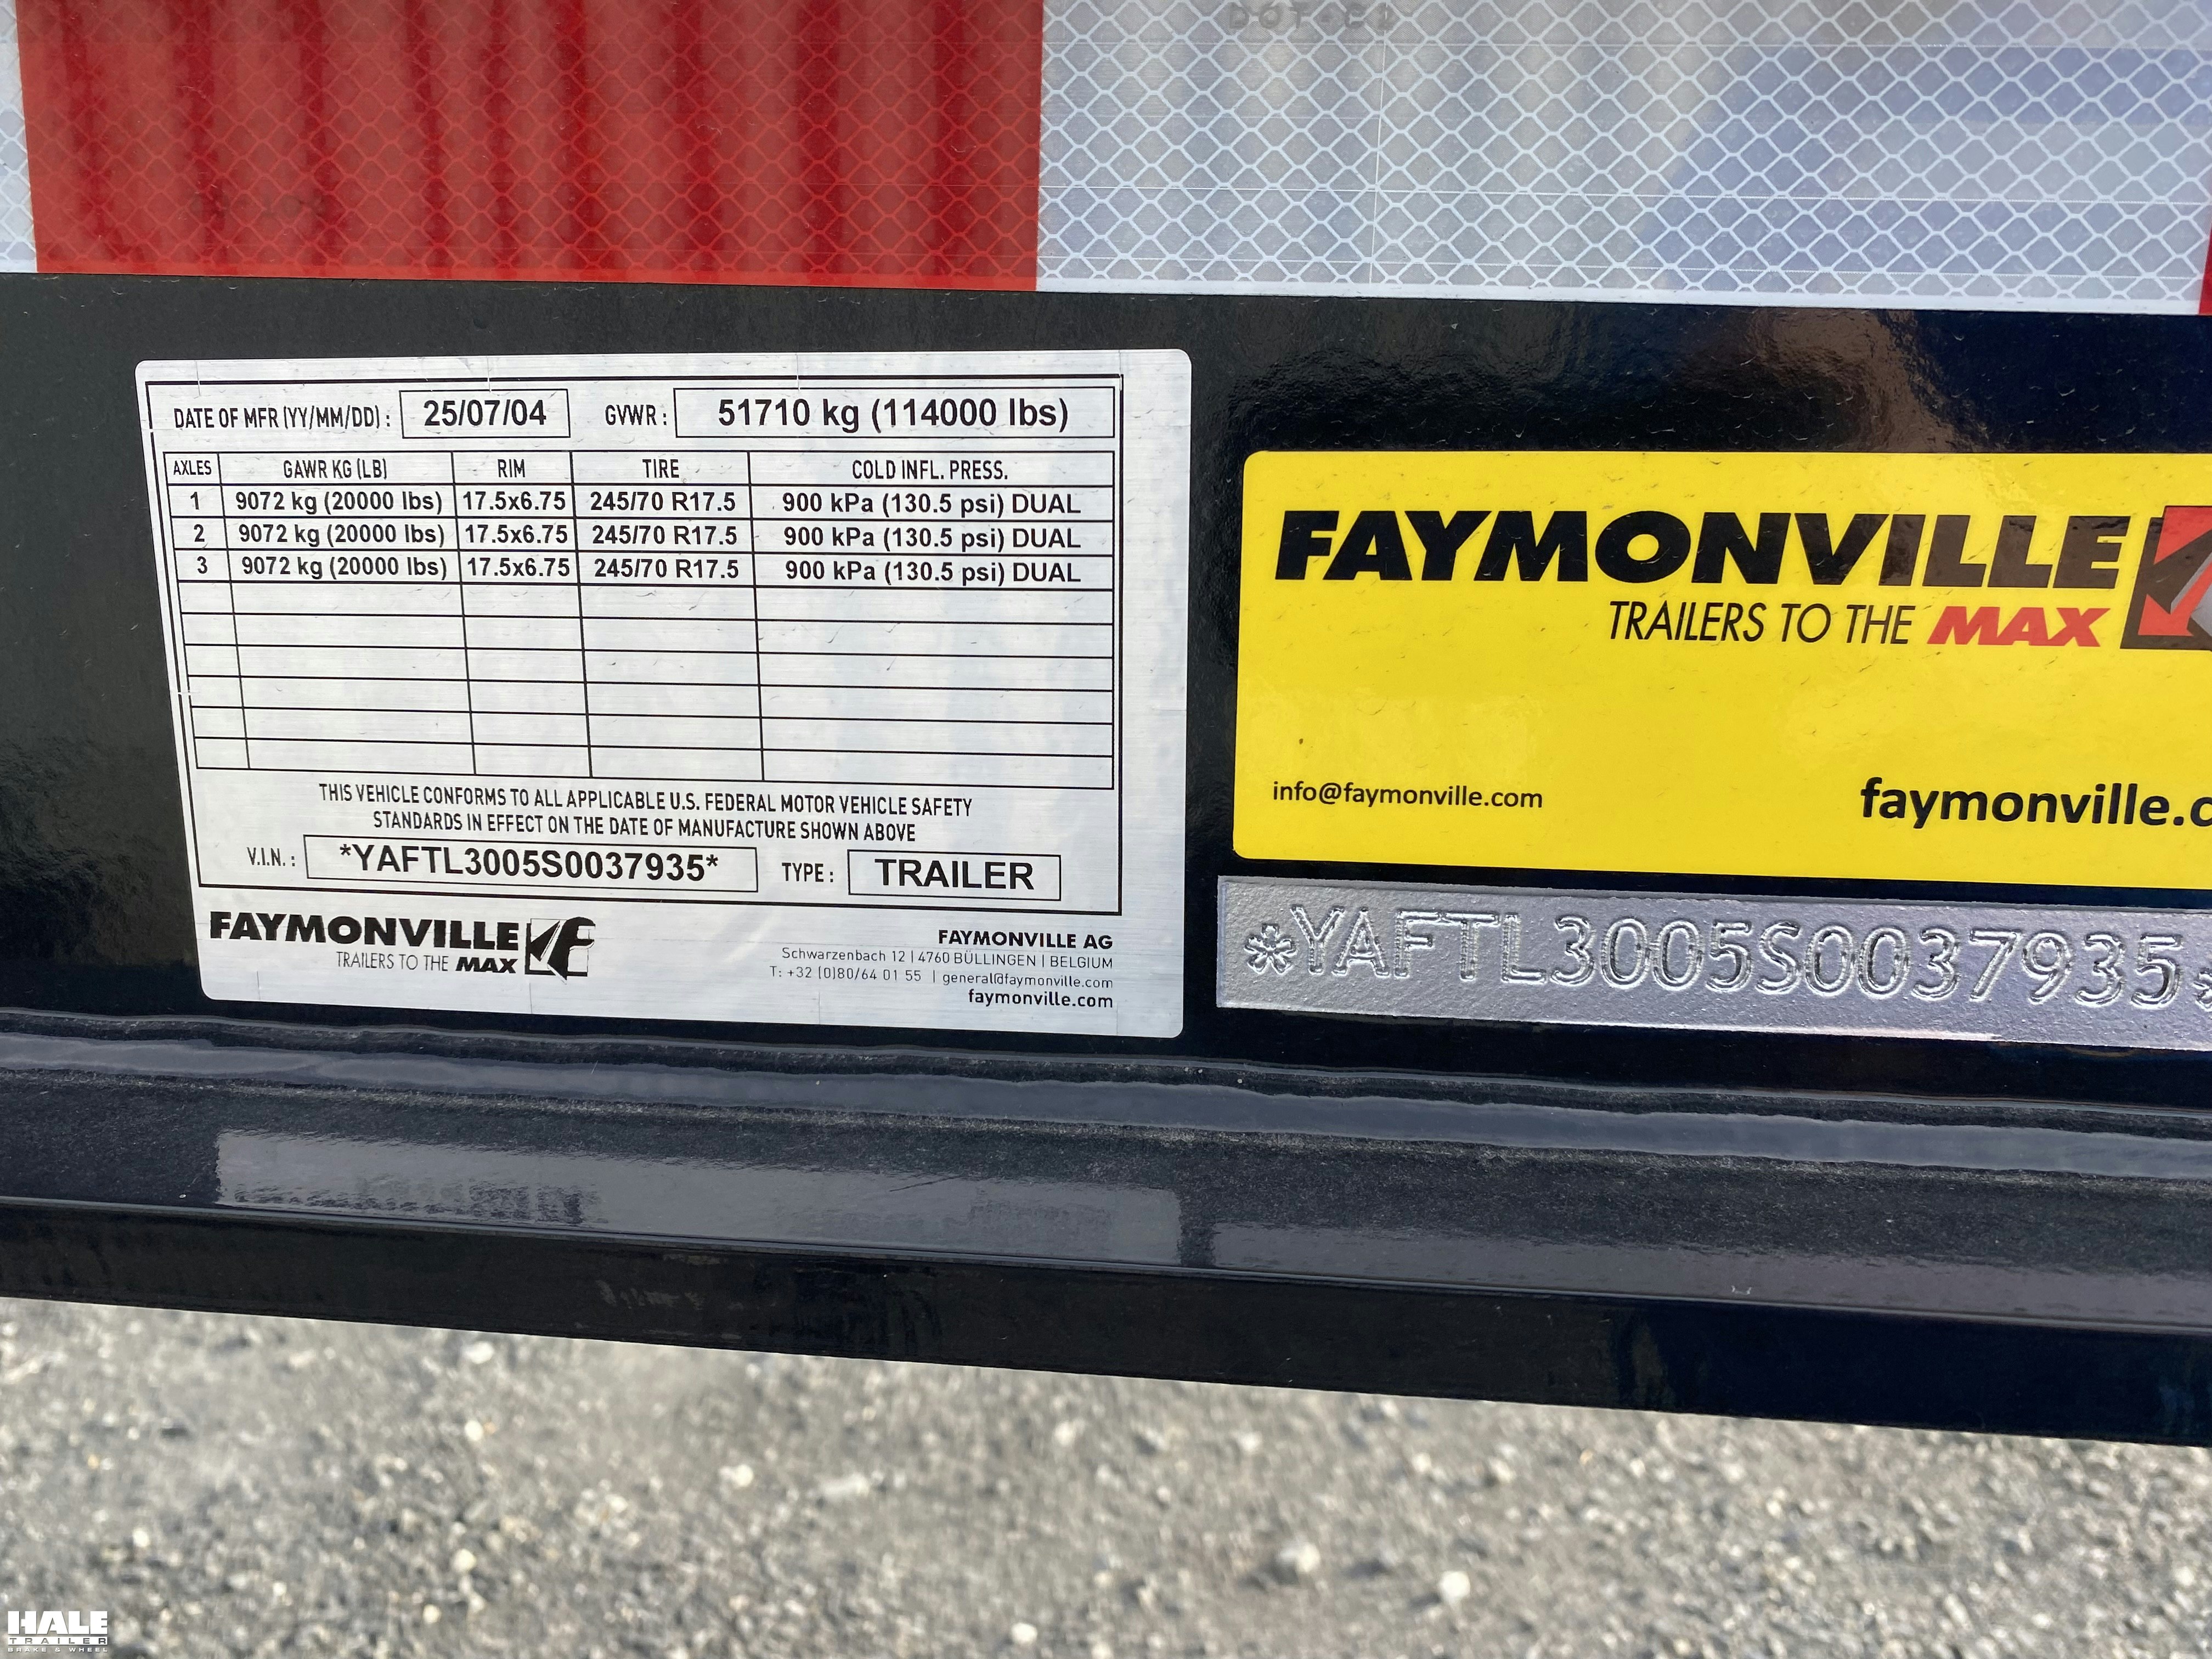 DOT-C2
DATE OF MFR (YY/MM/DD) : 25/07/04 GVWR : 51710 kg (114000 lbs)
AXLES GAWR KG (LB) RIM TIRE COLD INFL. PRESS.
1 9072 kg (20000 lbs) 17.5x6.75 245/70 R17.5 900 kPa (130.5 psi) DUAL
2 9072 kg (20000 lbs) 17.5x6.75 245/70 R17.5 900 kPa (130.5 psi) DUAL
3 9072 kg (20000 lbs) 17.5x6.75 245/70 R17.5 900 kPa (130.5 psi) DUAL
THIS VEHICLE CONFORMS TO ALL APPLICABLE U.S. FEDERAL MOTOR VEHICLE SAFETY
STANDARDS IN EFFECT ON THE DATE OF MANUFACTURE SHOWN ABOVE
V.I.N. : *YAFTL3005S0037935* TYPE : TRAILER
FAYMONVILLE
TRAILERS TO THE MAX
FAYMONVILLE AG
Schwarzenbach 12 | 4760 BÜLLINGEN | BELGIUM
T: +32 (0)80/64 01 55 | general@faymonville.com
faymonville.com
FAYMONVILLE
TRAILERS TO THE MAX
info@faymonville.com faymonville.c
*YAFTL3005S0037935*
HALE
TRAILER
BRAKE & WHEEL